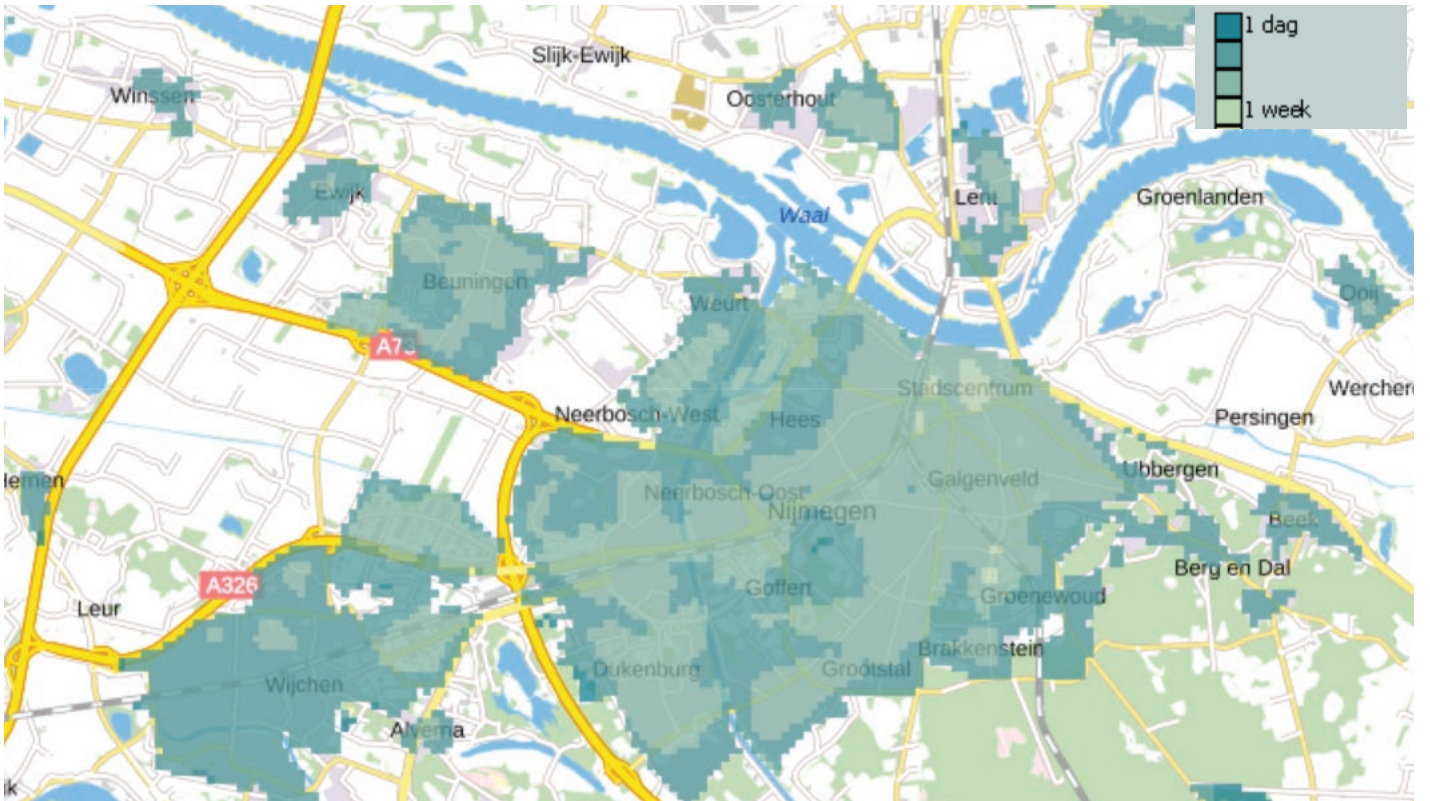 1 dag
Slijk-Ewijk
Winssen
Oosterhout
1 week
Ewijk
Lent
Groenlanden
Waal
Beuningen
Ooij
Weurt
A73
Stadscentrum
Neerbosch-West
Hees
Persingen
Ubbergen
Galgenveld
Neerbosch-Oost
Nijmegen
Beek
Berg en Dal
A326
Goffert
Groenewoud
Leur
Brakkenstein
Dukenburg
Grootstal
Wijchen
Alverna